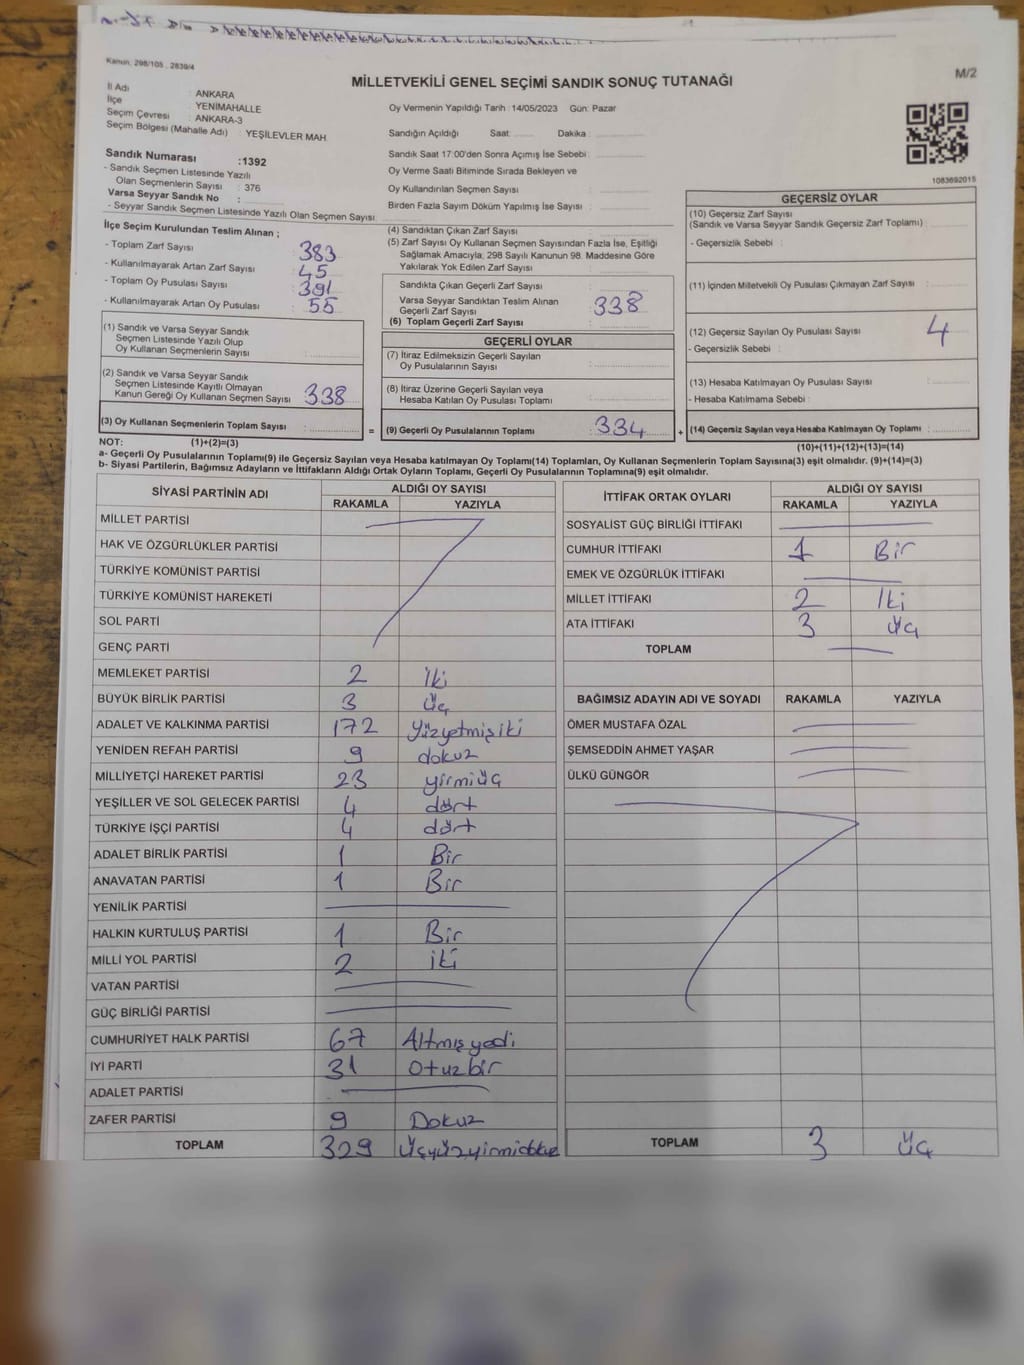 Kanun, 298/105 , 2839/4
MİLLETVEKİLİ GENEL SEÇİMİ SANDIK SONUÇ TUTANAĞI
M/2
İl Adı : ANKARA
İlçe : YENİMAHALLE
Seçim Çevresi : ANKARA-3
Seçim Bölgesi (Mahalle Adı) : YEŞİLEVLER MAH.
Sandık Numarası :1392
- Sandık Seçmen Listesinde Yazılı
Olan Seçmenlerin Sayısı : 376
Varsa Seyyar Sandık No :
- Seyyar Sandık Seçmen Listesinde Yazılı Olan Seçmen Sayısı
Oy Vermenin Yapıldığı Tarih :14/05/2023 Gün: Pazar
Sandığın Açıldığı Saat: Dakika :
Sandık Saat 17:00'den Sonra Açımış İse Sebebi :
Oy Verme Saati Bitiminde Sırada Bekleyen ve
Oy Kullandırılan Seçmen Sayısı :
Birden Fazla Sayım Döküm Yapılmış İse Sayısı :
1083692015
İlçe Seçim Kurulundan Teslim Alınan ;
- Toplam Zarf Sayısı : 383
- Kullanılmayarak Artan Zarf Sayısı : 45
- Toplam Oy Pusulası Sayısı : 391
- Kullanılmayarak Artan Oy Pusulası : 55
(1) Sandık ve Varsa Seyyar Sandık
Seçmen Listesinde Yazılı Olup
Oy Kullanan Seçmenlerin Sayısı :
(2) Sandık ve Varsa Seyyar Sandık
Seçmen Listesinde Kayıtlı Olmayan
Kanun Gereği Oy Kullanan Seçmen Sayısı : 338
(3) Oy Kullanan Seçmenlerin Toplam Sayısı : =
(4) Sandıktan Çıkan Zarf Sayısı :
(5) Zarf Sayısı Oy Kullanan Seçmen Sayısından Fazla İse, Eşitliği
Sağlamak Amacıyla; 298 Sayılı Kanunun 98. Maddesine Göre
Yakılarak Yok Edilen Zarf Sayısı :
Sandıkta Çıkan Geçerli Zarf Sayısı :
Varsa Seyyar Sandıktan Teslim Alınan
Geçerli Zarf Sayısı : 338
(6) Toplam Geçerli Zarf Sayısı :
GEÇERLİ OYLAR
(7) İtiraz Edilmeksizin Geçerli Sayılan
Oy Pusulalarının Sayısı :
(8) İtiraz Üzerine Geçerli Sayılan veya
Hesaba Katılan Oy Pusulası Toplamı :
(9) Geçerli Oy Pusulalarının Toplamı : 334 +
GEÇERSİZ OYLAR
(10) Geçersiz Zarf Sayısı
(Sandık ve Varsa Seyyar Sandık Geçersiz Zarf Toplamı) :
- Geçersizlik Sebebi :
(11) İçinden Milletvekili Oy Pusulası Çıkmayan Zarf Sayısı :
(12) Geçersiz Sayılan Oy Pusulası Sayısı : 4
- Geçersizlik Sebebi :
(13) Hesaba Katılmayan Oy Pusulası Sayısı :
- Hesaba Katılmama Sebebi :
(14) Geçersiz Sayılan veya Hesaba Katılmayan Oy Toplamı :
NOT: (1)+(2)=(3) (10)+(11)+(12)+(13)=(14)
a- Geçerli Oy Pusulalarının Toplamı(9) ile Geçersiz Sayılan veya Hesaba katılmayan Oy Toplamı(14) Toplamları, Oy Kullanan Seçmenlerin Toplam Sayısına(3) eşit olmalıdır. (9)+(14)=(3)
b- Siyasi Partilerin, Bağımsız Adayların ve İttifakların Aldığı Ortak Oyların Toplamı, Geçerli Oy Pusulalarının Toplamına(9) eşit olmalıdır.
SİYASİ PARTİNİN ADI ALDIĞI OY SAYISI
RAKAMLA YAZIYLA
MİLLET PARTİSİ
HAK VE ÖZGÜRLÜKLER PARTİSİ
TÜRKİYE KOMÜNİST PARTİSİ
TÜRKİYE KOMÜNİST HAREKETİ
SOL PARTİ
GENÇ PARTİ
MEMLEKET PARTİSİ 2 İki
BÜYÜK BİRLİK PARTİSİ 3 üç
ADALET VE KALKINMA PARTİSİ 172 Yüzyetmişiki
YENİDEN REFAH PARTİSİ 9 dokuz
MİLLİYETÇİ HAREKET PARTİSİ 23 yirmiüç
YEŞİLLER VE SOL GELECEK PARTİSİ 4 dört
TÜRKİYE İŞÇİ PARTİSİ 4 dört
ADALET BİRLİK PARTİSİ 1 Bir
ANAVATAN PARTİSİ 1 Bir
YENİLİK PARTİSİ
HALKIN KURTULUŞ PARTİSİ 1 Bir
MİLLİ YOL PARTİSİ 2 iki
VATAN PARTİSİ
GÜÇ BİRLİĞİ PARTİSİ
CUMHURİYET HALK PARTİSİ 67 Altmış yedi
İYİ PARTİ 31 Otuz bir
ADALET PARTİSİ
ZAFER PARTİSİ 9 Dokuz
TOPLAM 329
İTTİFAK ORTAK OYLARI ALDIĞI OY SAYISI
RAKAMLA YAZIYLA
SOSYALİST GÜÇ BİRLİĞİ İTTİFAKI
CUMHUR İTTİFAKI 1 Bir
EMEK VE ÖZGÜRLÜK İTTİFAKI
MİLLET İTTİFAKI 2 İki
ATA İTTİFAKI 3 üç
TOPLAM
BAĞIMSIZ ADAYIN ADI VE SOYADI RAKAMLA YAZIYLA
ÖMER MUSTAFA ÖZAL
ŞEMSEDDİN AHMET YAŞAR
ÜLKÜ GÜNGÖR
TOPLAM 3 üç